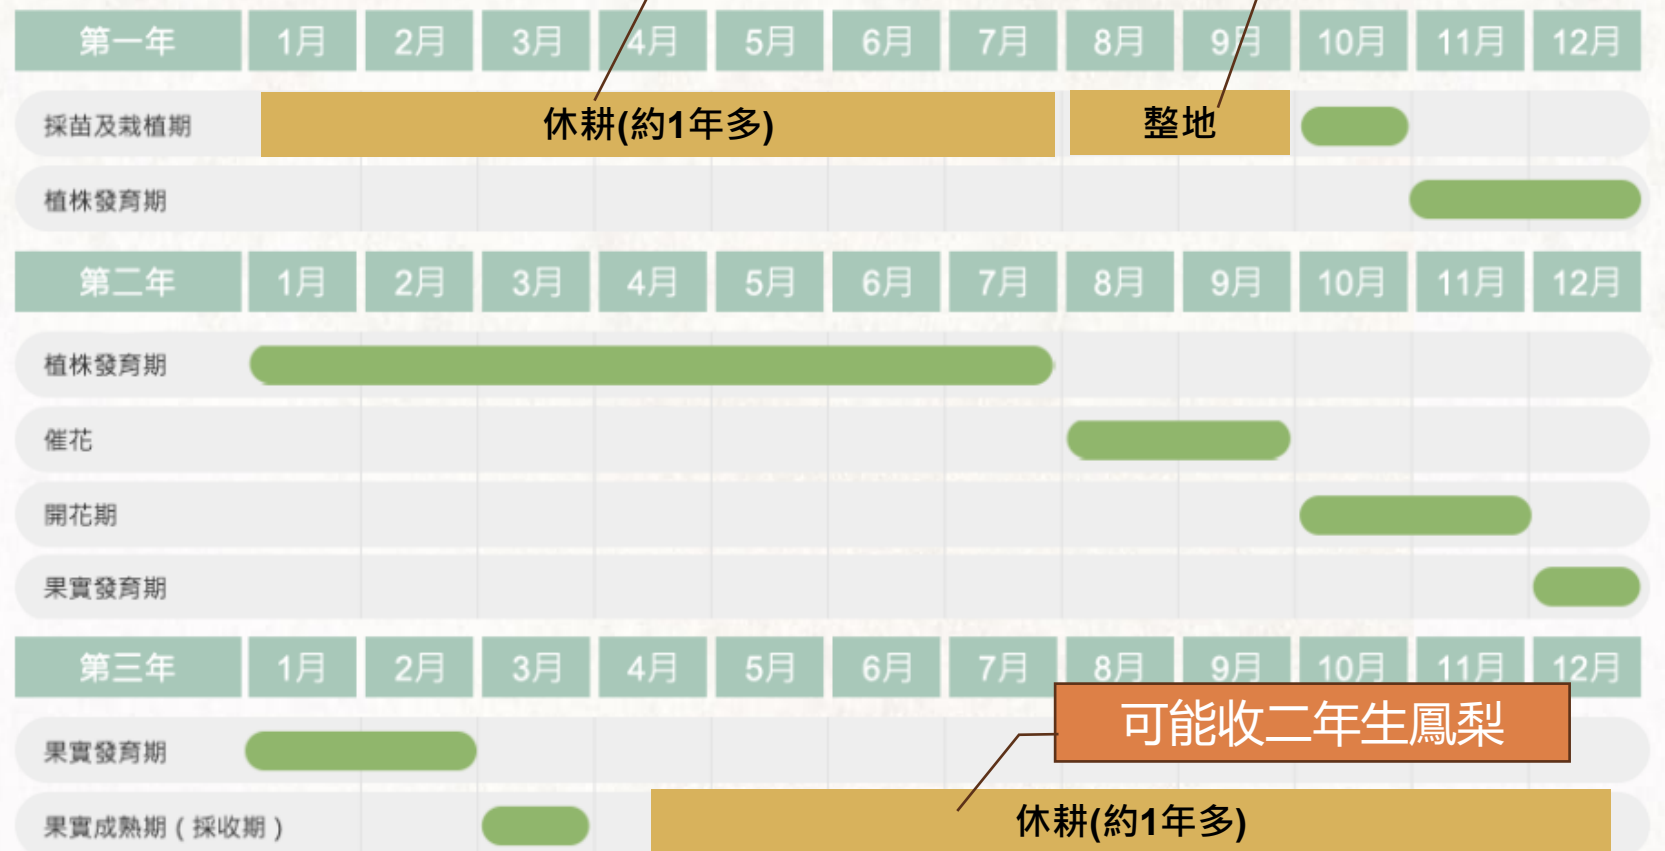 第一年 1月 2月 3月 4月 5月 6月 7月 8月 9月 10月 11月 12月
採苗及栽植期 休耕(約1年多) 整地
植株發育期
第二年 1月 2月 3月 4月 5月 6月 7月 8月 9月 10月 11月 12月
植株發育期
催花
開花期
果實發育期
第三年 1月 2月 3月 4月 5月 6月 7月 8月 9月 10月 11月 12月
可能收二年生鳳梨
果實發育期
果實成熟期（採收期） 休耕(約1年多)